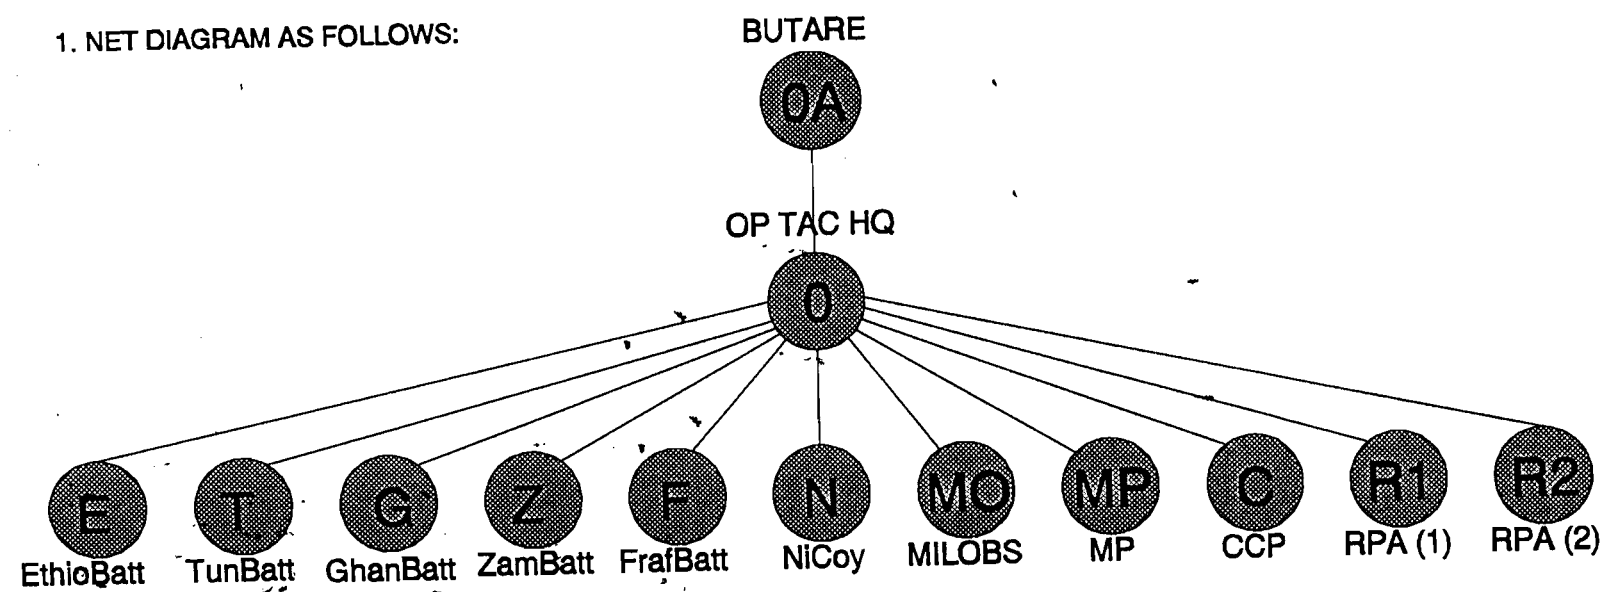 1. NET DIAGRAM AS FOLLOWS:
BUTARE
0A
OP TAC HQ
0
E T G Z F N MO MP C R1 R2
EthioBatt TunBatt GhanBatt ZamBatt FrafBatt NiCoy MILOBS MP CCP RPA (1) RPA (2)